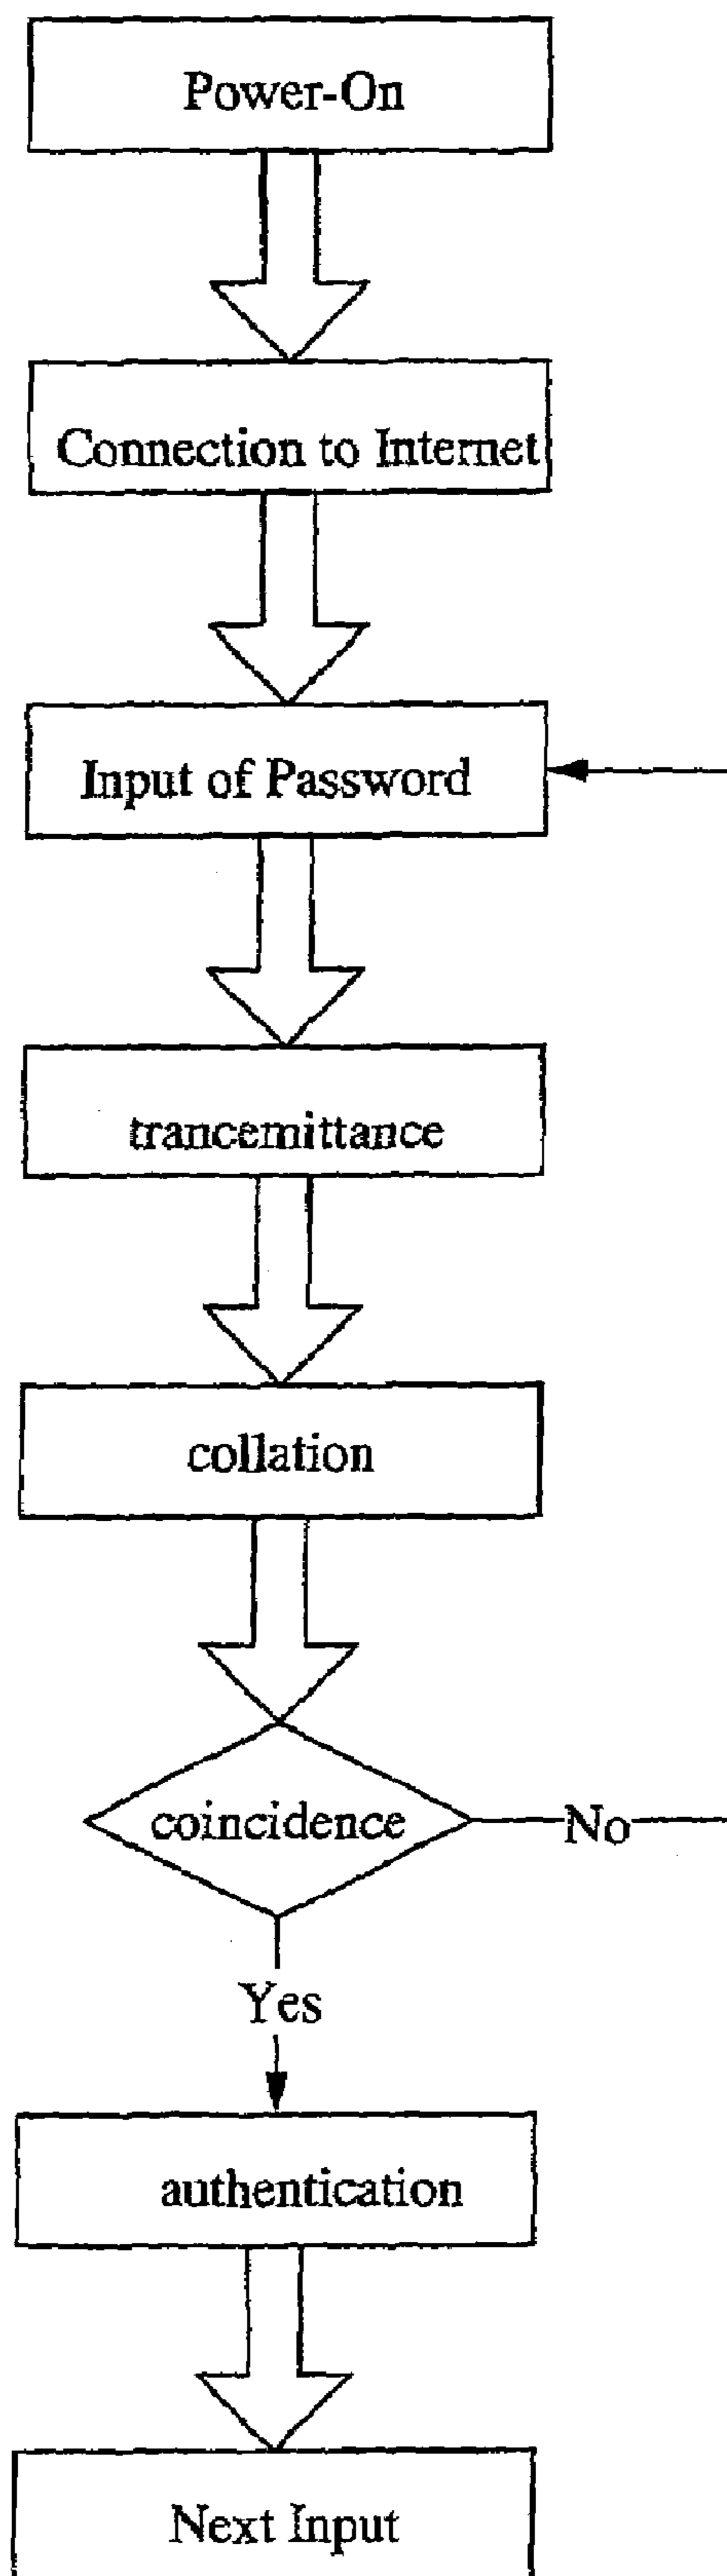 Power-On
Connection to Internet
Input of Password
trancemittance
collation
coincidence
No
Yes
authentication
Next Input